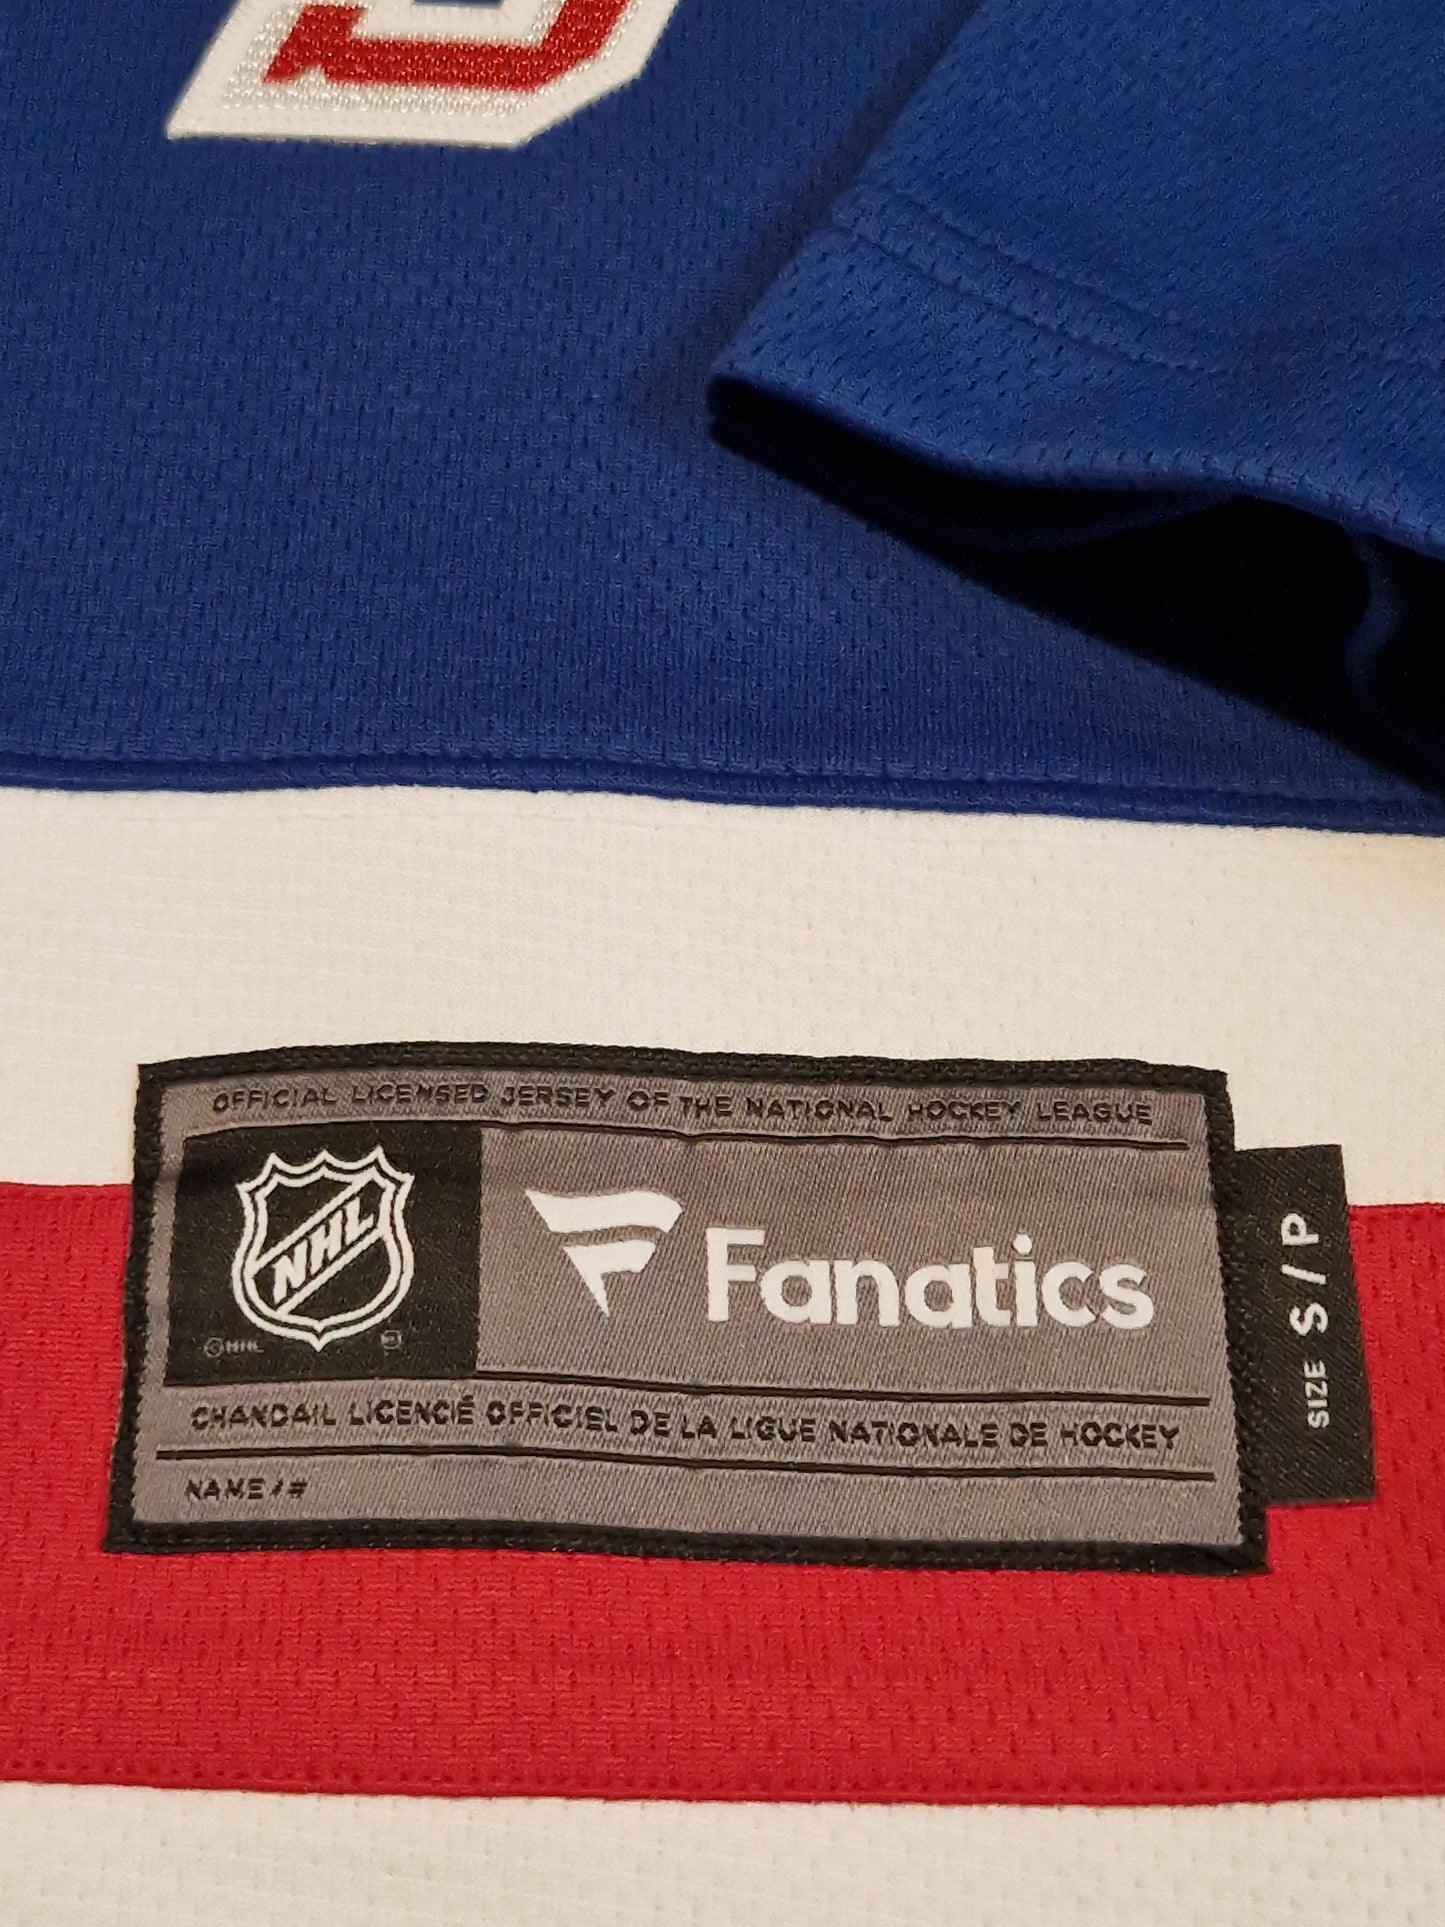 OFFICIAL LICENSED JERSEY OF THE NATIONAL HOCKEY LEAGUE
NHL
Fanatics
©NHL
CHANDAIL LICENCIÉ OFFICIEL DE LA LIGUE NATIONALE DE HOCKEY
NAME / #
SIZE S / P